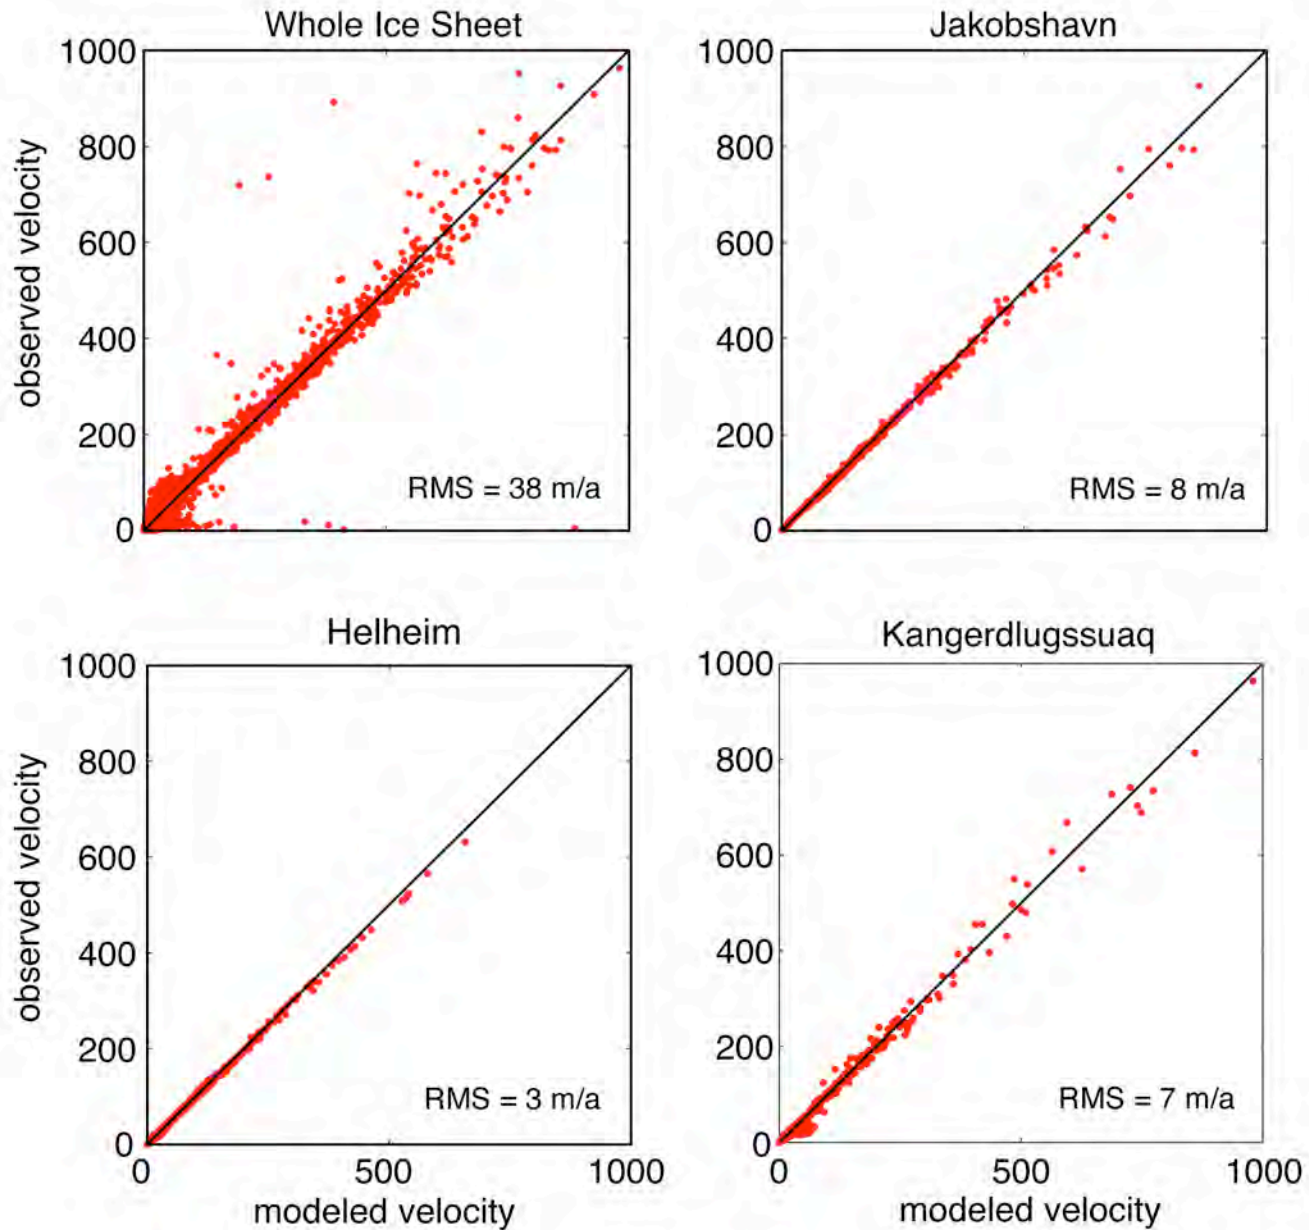 Whole Ice Sheet
1000
800
600
400
200
0
observed velocity
RMS = 38 m/a
Jakobshavn
1000
800
600
400
200
0
RMS = 8 m/a
Helheim
1000
800
600
400
200
0
observed velocity
RMS = 3 m/a
0
500
1000
modeled velocity
Kangerdlugssuaq
1000
800
600
400
200
0
RMS = 7 m/a
0
500
1000
modeled velocity